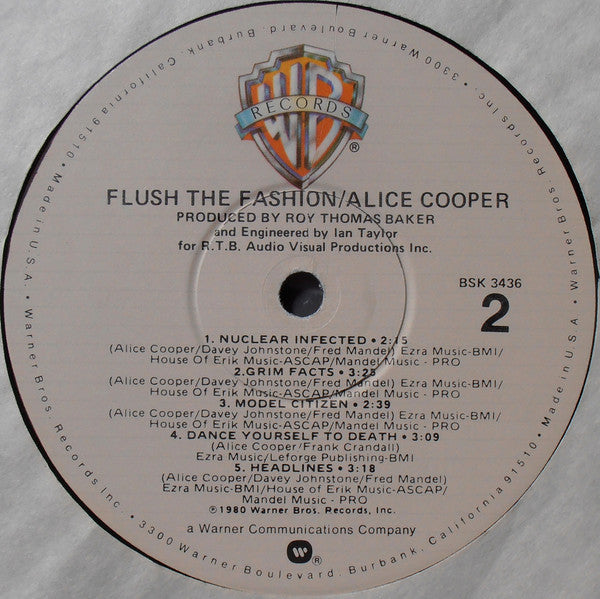 WB
RECORDS
®
FLUSH THE FASHION/ALICE COOPER
PRODUCED BY ROY THOMAS BAKER
and Engineered by Ian Taylor
for R.T.B. Audio Visual Productions Inc.
BSK 3436
2
1. NUCLEAR INFECTED • 2:15
(Alice Cooper/Davey Johnstone/Fred Mandel) Ezra Music-BMI/
House Of Erik Music-ASCAP/Mandel Music - PRO
2.GRIM FACTS • 3:25
(Alice Cooper/Davey Johnstone/Fred Mandel) Ezra Music-BMI/
House Of Erik Music-ASCAP/Mandel Music - PRO
3. MODEL CITIZEN • 2:39
(Alice Cooper/Davey Johnstone/Fred Mandel) Ezra Music-BMI/
House Of Erik Music-ASCAP/Mandel Music - PRO
4. DANCE YOURSELF TO DEATH • 3:09
(Alice Cooper/Frank Crandall)
Ezra Music/Leforge Publishing-BMI
5. HEADLINES • 3:18
(Alice Cooper/Davey Johnstone/Fred Mandel)
Ezra Music-BMI/House of Erik Music-ASCAP/
Mandel Music - PRO
℗1980 Warner Bros. Records, Inc.
a Warner Communications Company
®
3300 Warner Boulevard, Burbank, California 91510 • Made in U.S.A. • Warner Bros. Records Inc. • 3300 Warner Boulevard, Burbank, California 91510 • Made in U.S.A. • Warner Bros. Records Inc. •